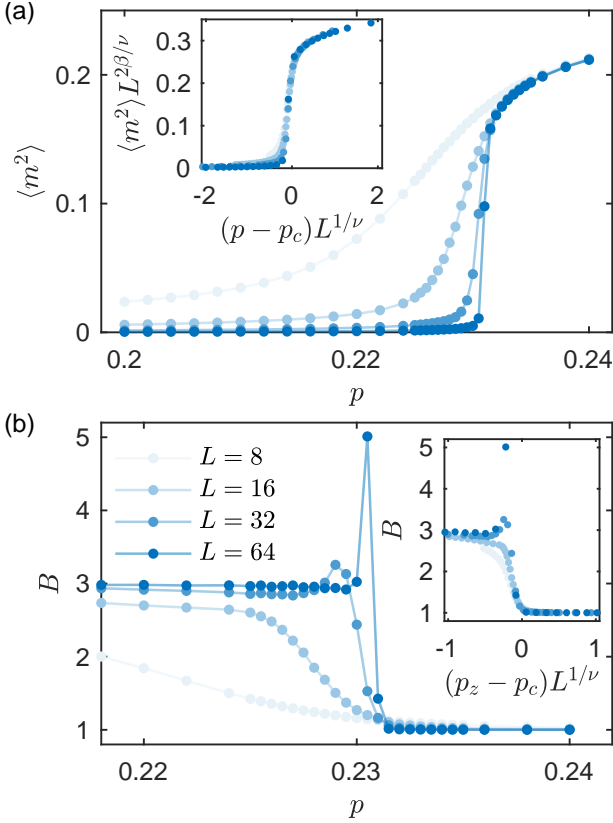 (a)
⟨m²⟩
0.2
0.1
0
0.2 0.22 0.24
p
⟨m²⟩L^{2β/ν}
0.3
0.2
0.1
0
-2 0 2
(p − p_c)L^{1/ν}
(b)
B
5
4
3
2
1
0.22 0.23 0.24
p
L = 8
L = 16
L = 32
L = 64
B
5
4
3
2
1
-1 0 1
(p_z − p_c)L^{1/ν}